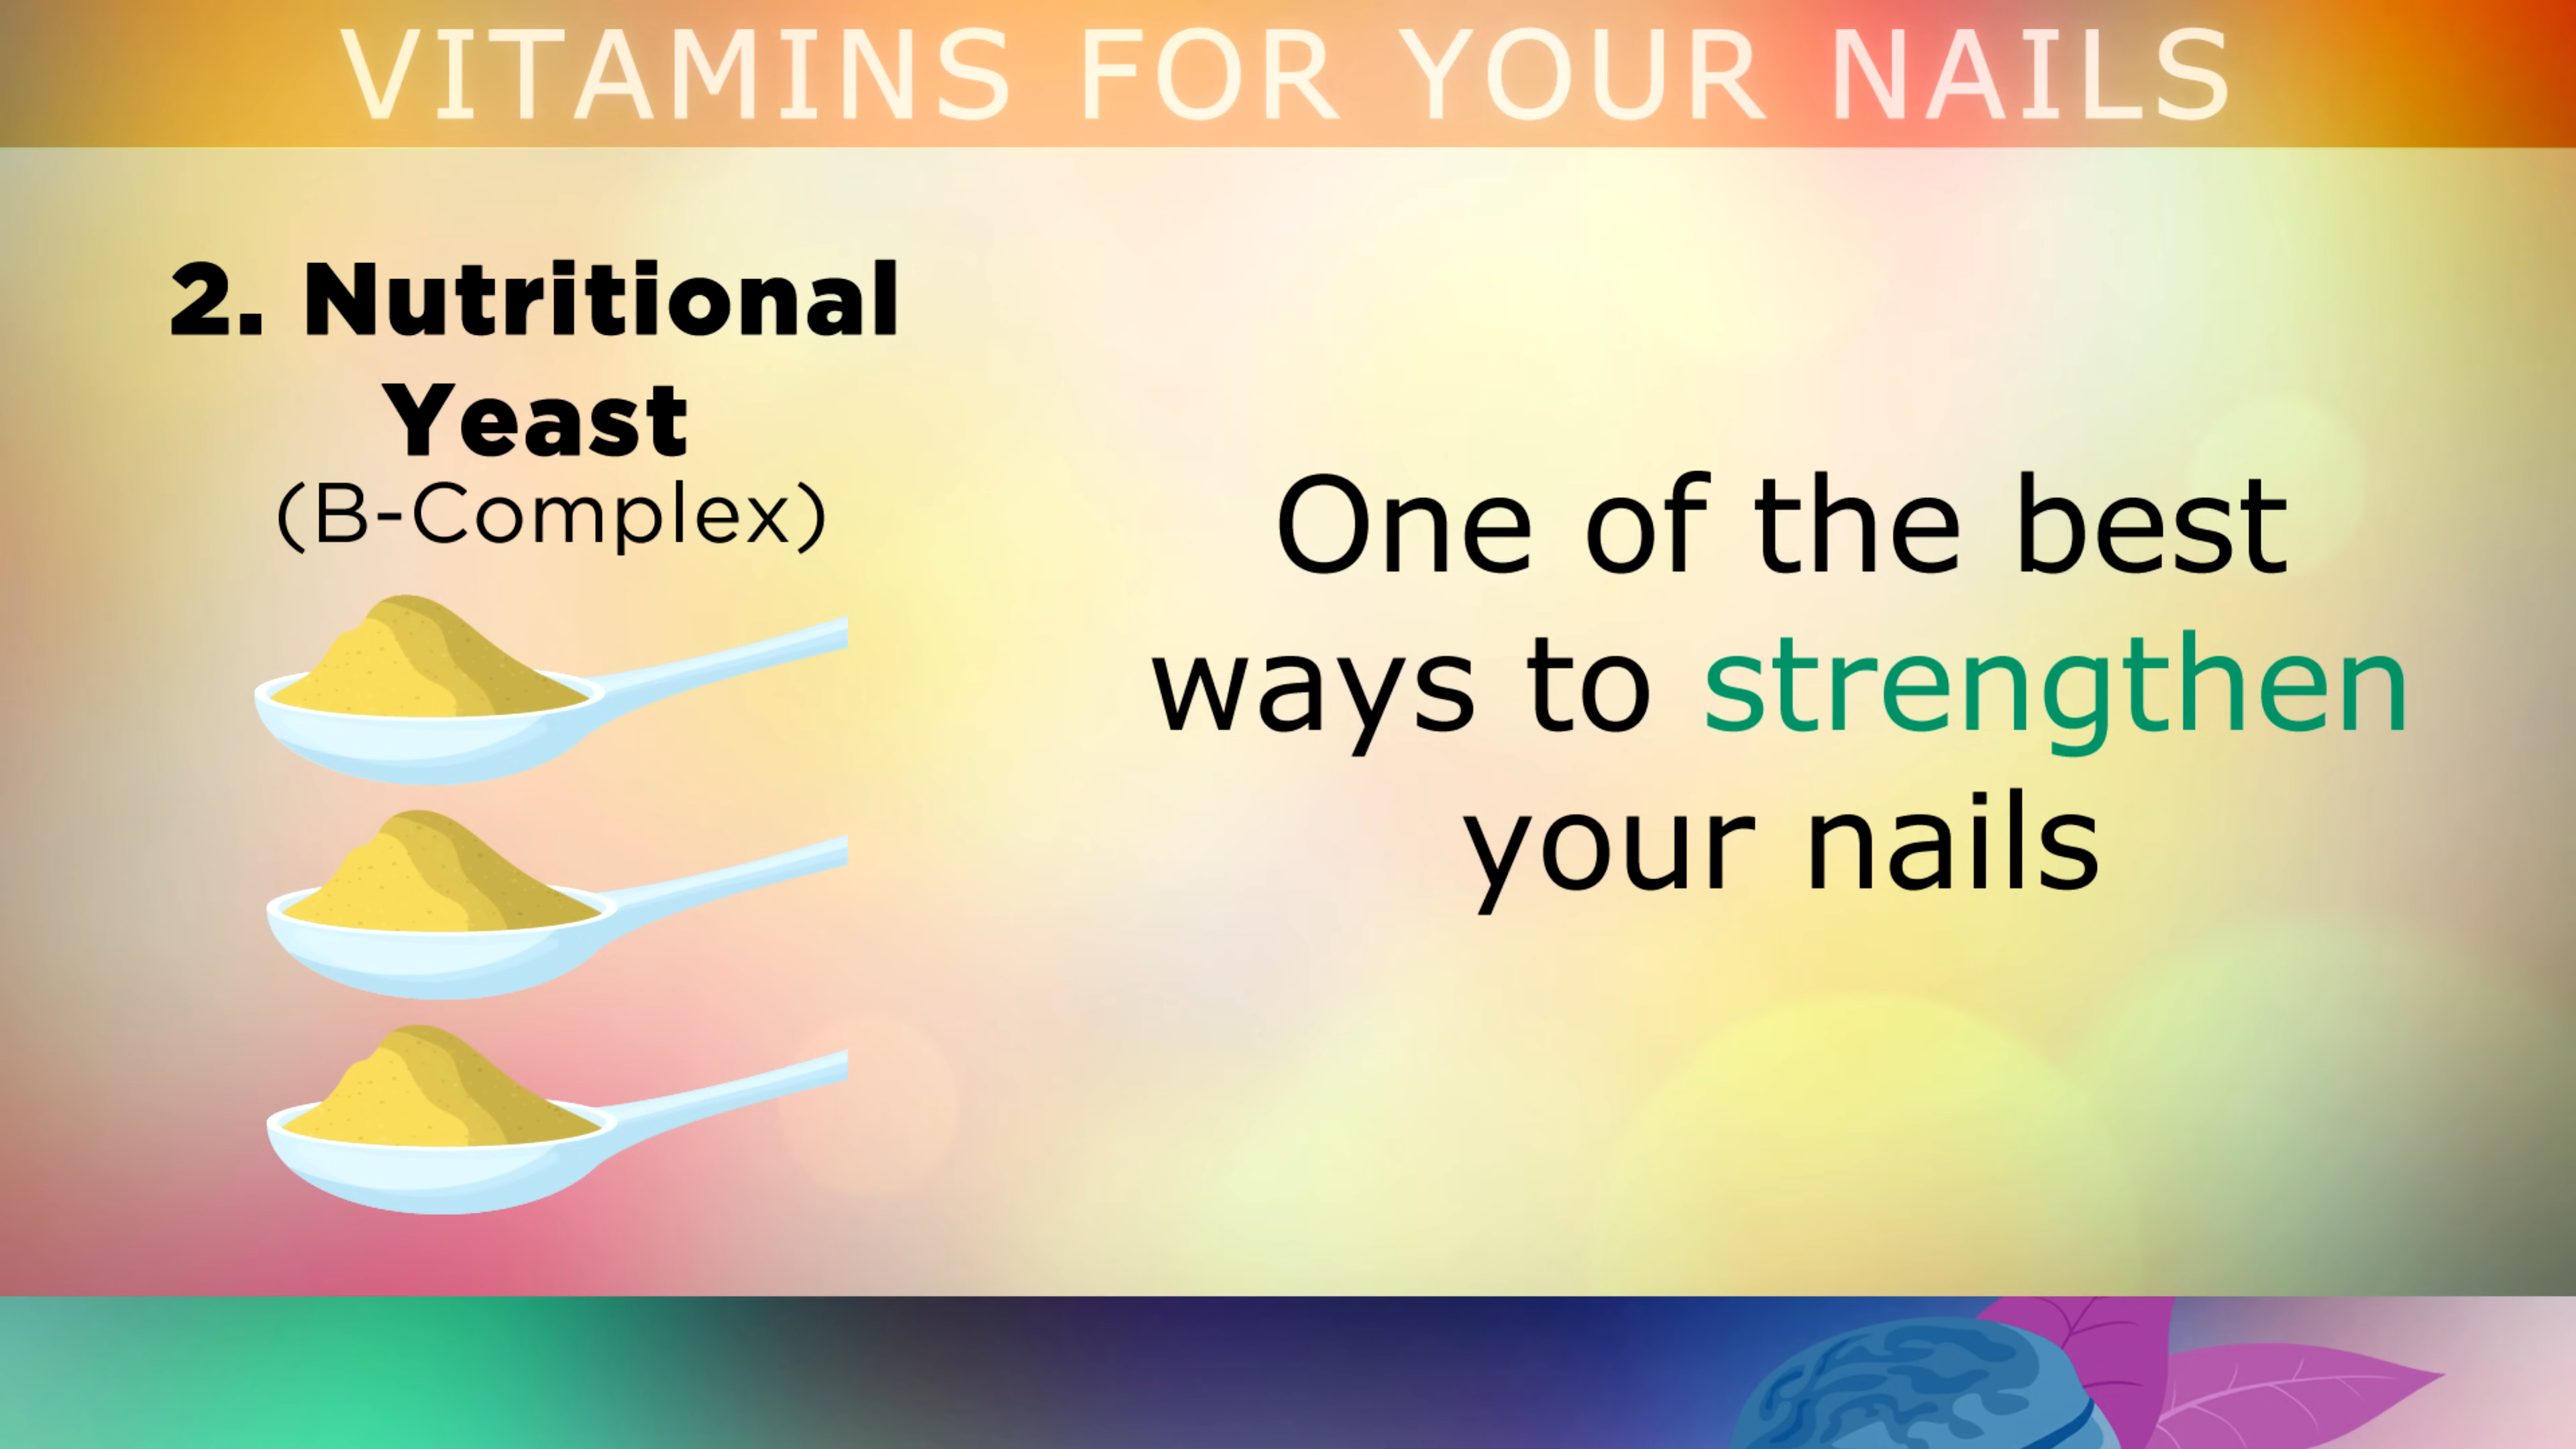 VITAMINS FOR YOUR NAILS
2. Nutritional
Yeast
(B-Complex)
One of the best
ways to strengthen
your nails